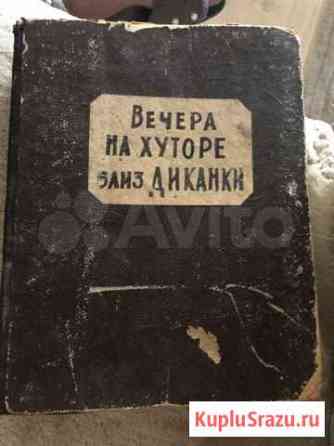 Вечера
на хуторе
близ Диканки
Avito
KupluSrazu.ru